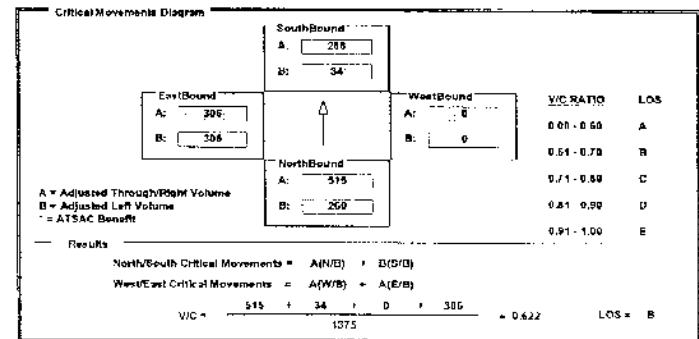 Critical Movements Diagram
SouthBound
A:
B: 34
EastBound
A: 306
B: 306
WestBound
A: 0
B: 0
NorthBound
A: 515
B: 260
V/C RATIO LOS
0.00 - 0.60 A
0.61 - 0.70 B
0.71 - 0.80 C
0.81 - 0.90 D
0.91 - 1.00 E
A = Adjusted Through/Right Volume
B = Adjusted Left Volume
* = ATSAC Benefit
Results
North/South Critical Movements = A(N/B) + B(S/B)
West/East Critical Movements = A(W/B) + A(E/B)
V/C = 515 + 34 + 0 + 306 = 0.622 LOS = B
1375